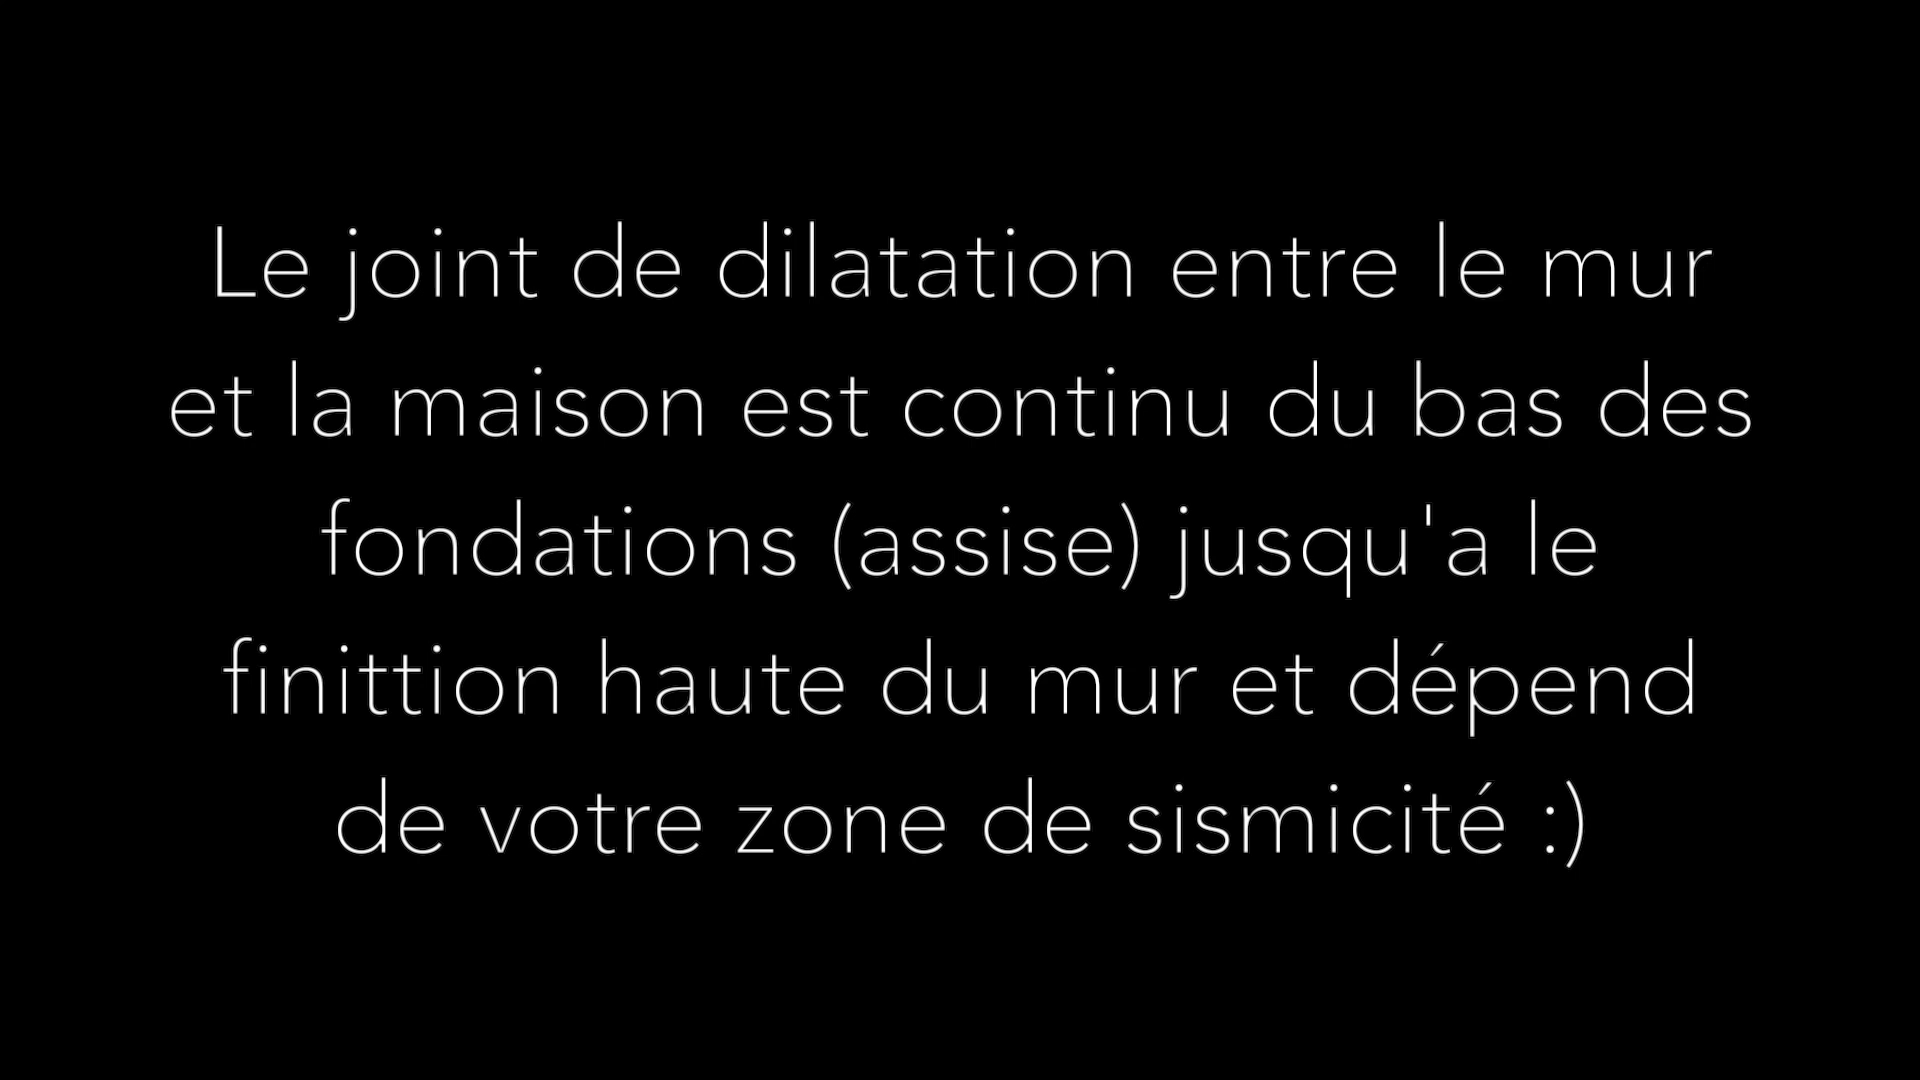 Le joint de dilatation entre le mur
et la maison est continu du bas des
fondations (assise) jusqu'a le
finittion haute du mur et dépend
de votre zone de sismicité :)